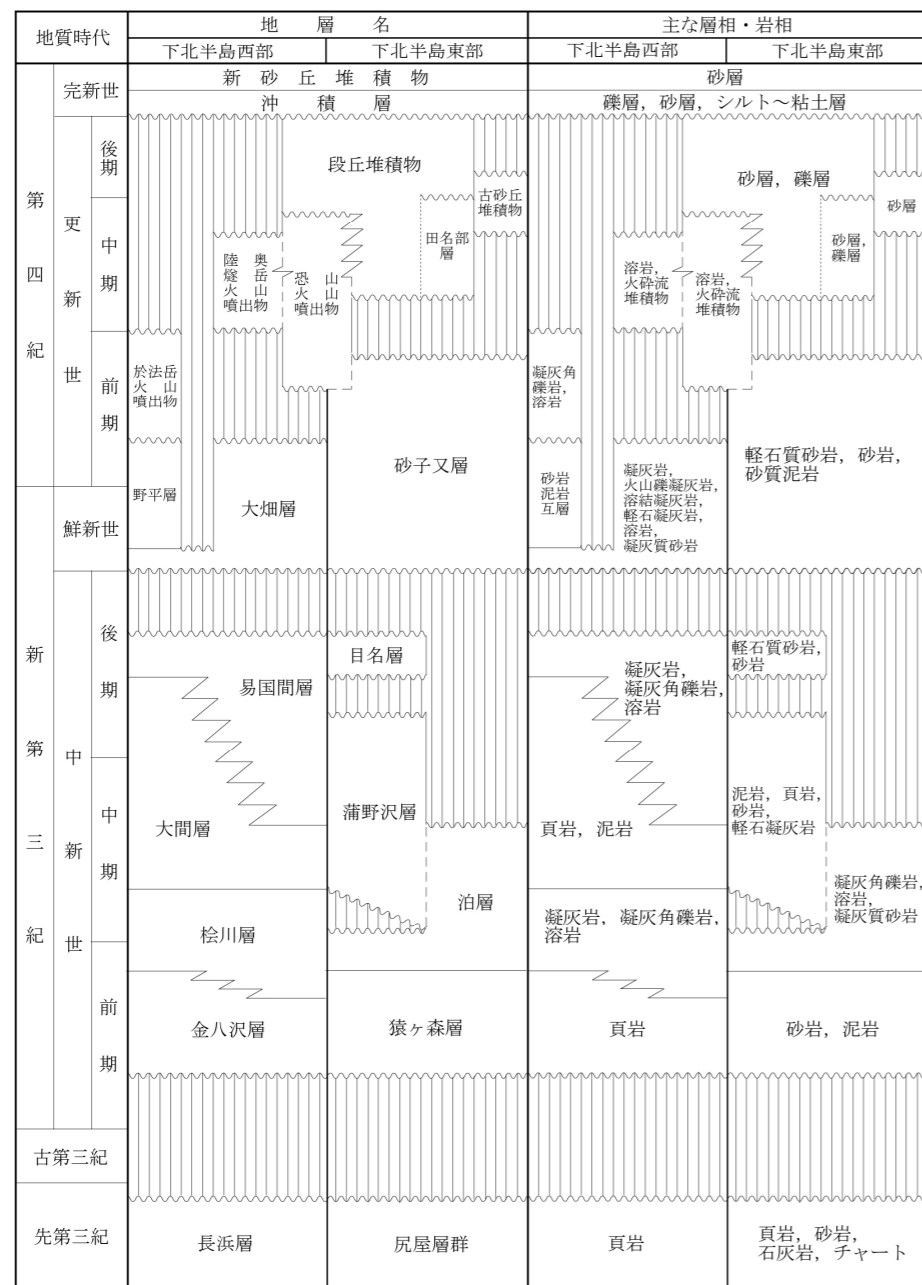 地質時代
地層名
主な層相・岩相
下北半島西部
下北半島東部
下北半島西部
下北半島東部
第四紀
完新世
新砂丘堆積物
砂層
沖積層
礫層，砂層，シルト～粘土層
更新世
後期
段丘堆積物
砂層，礫層
古砂丘
堆積物
砂層
中期
田名部
層
砂層，
礫層
陸奥
燧岳
火山
噴出物
恐山
火山
噴出物
溶岩，
火砕流
堆積物
溶岩，
火砕流
堆積物
前期
於法岳
火山
噴出物
凝灰角
礫岩，
溶岩
砂子又層
軽石質砂岩，砂岩，
砂質泥岩
野平層
大畑層
砂岩
泥岩
互層
凝灰岩，
火山礫凝灰岩，
溶結凝灰岩，
軽石凝灰岩，
溶岩，
凝灰質砂岩
新第三紀
鮮新世
中新世
後期
目名層
軽石質砂岩，
砂岩
易国間層
凝灰岩，
凝灰角礫岩，
溶岩
中期
大間層
蒲野沢層
頁岩，泥岩
泥岩，頁岩，
砂岩，
軽石凝灰岩
泊層
凝灰角礫岩，
溶岩，
凝灰質砂岩
桧川層
凝灰岩，凝灰角礫岩，
溶岩
前期
金八沢層
猿ヶ森層
頁岩
砂岩，泥岩
古第三紀
先第三紀
長浜層
尻屋層群
頁岩
頁岩，砂岩，
石灰岩，チャート